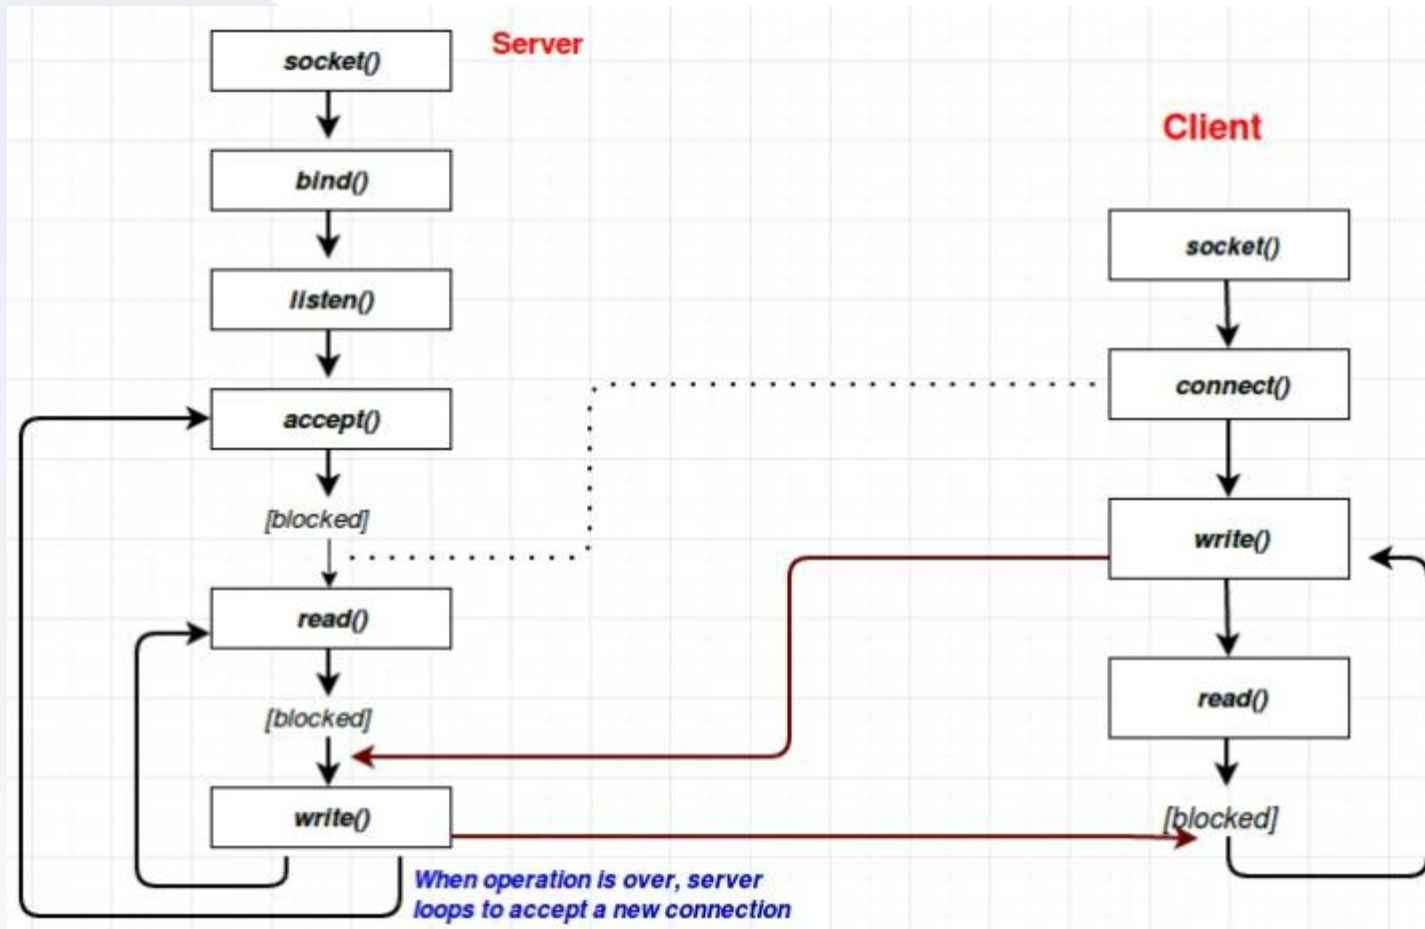 Server
socket()
bind()
listen()
accept()
[blocked]
read()
[blocked]
write()
When operation is over, server
loops to accept a new connection
Client
socket()
connect()
write()
read()
[blocked]